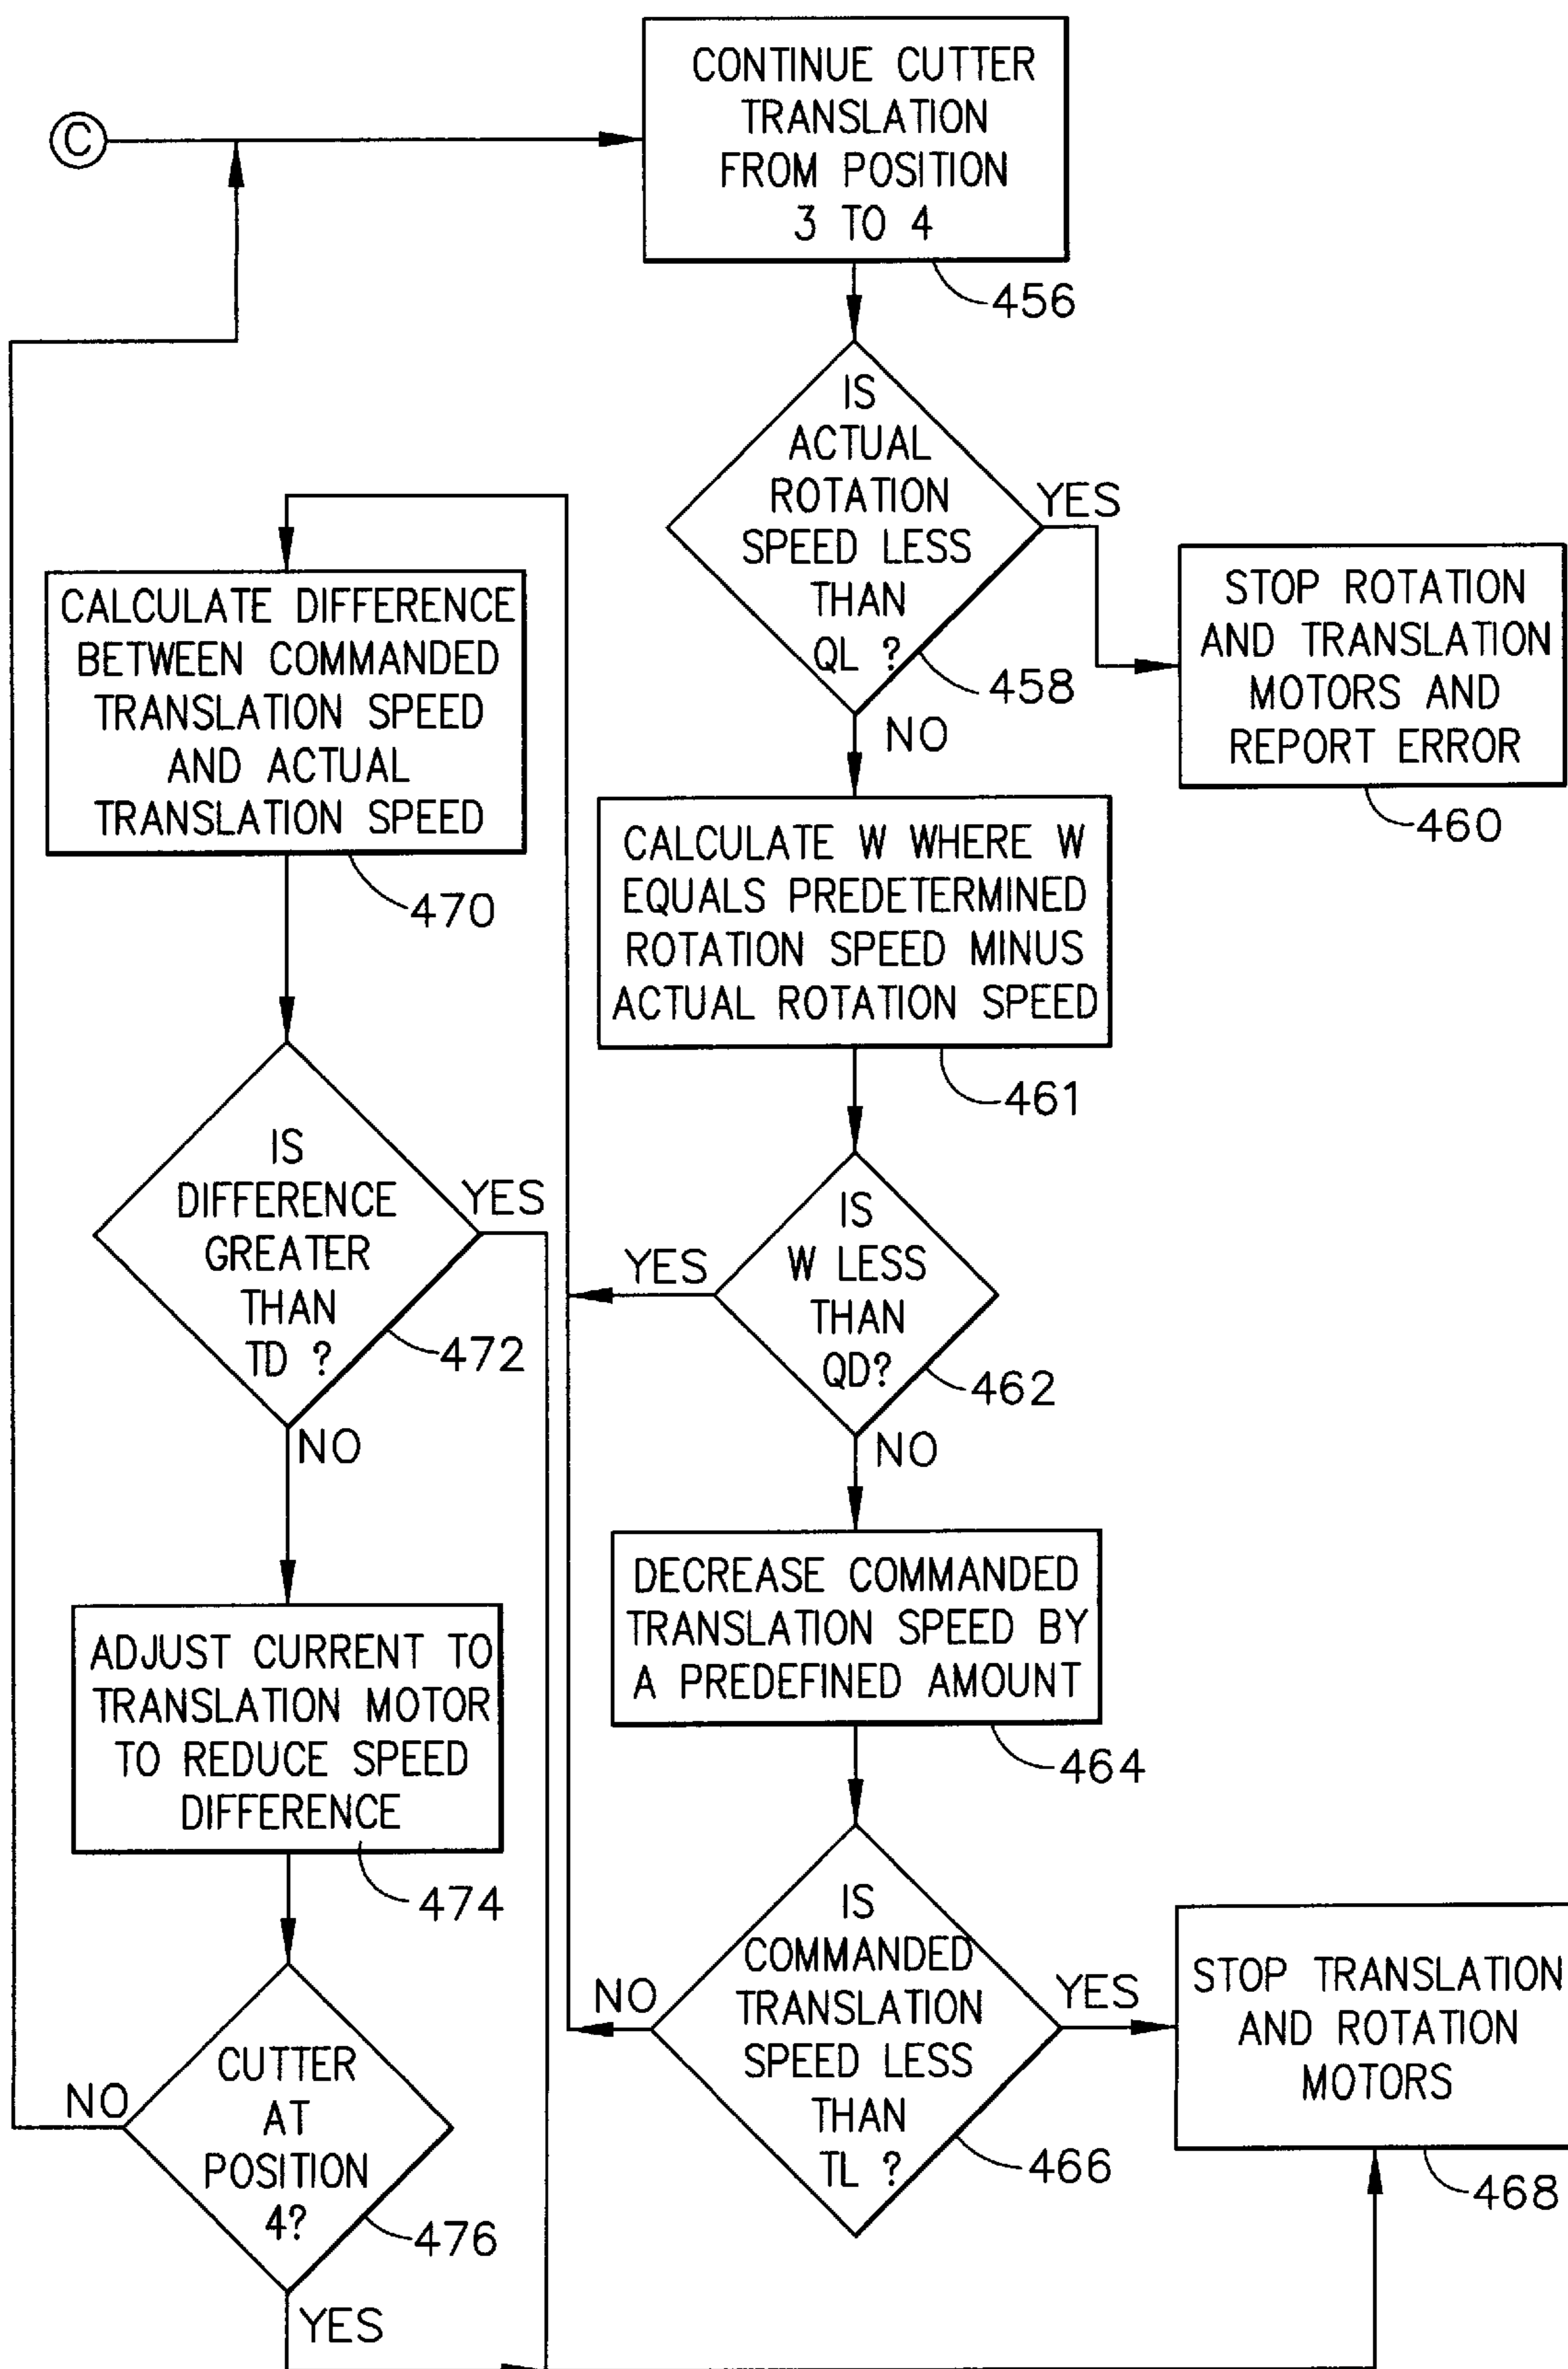 C
CONTINUE CUTTER
TRANSLATION
FROM POSITION
3 TO 4
456
IS
ACTUAL
ROTATION
SPEED LESS
THAN
QL ?
458
YES
NO
STOP ROTATION
AND TRANSLATION
MOTORS AND
REPORT ERROR
460
CALCULATE W WHERE W
EQUALS PREDETERMINED
ROTATION SPEED MINUS
ACTUAL ROTATION SPEED
461
IS
W LESS
THAN
QD?
462
YES
NO
DECREASE COMMANDED
TRANSLATION SPEED BY
A PREDEFINED AMOUNT
464
IS
COMMANDED
TRANSLATION
SPEED LESS
THAN
TL ?
466
NO
YES
STOP TRANSLATION
AND ROTATION
MOTORS
468
CALCULATE DIFFERENCE
BETWEEN COMMANDED
TRANSLATION SPEED
AND ACTUAL
TRANSLATION SPEED
470
IS
DIFFERENCE
GREATER
THAN
TD ?
472
YES
NO
ADJUST CURRENT TO
TRANSLATION MOTOR
TO REDUCE SPEED
DIFFERENCE
474
CUTTER
AT
POSITION
4?
476
NO
YES